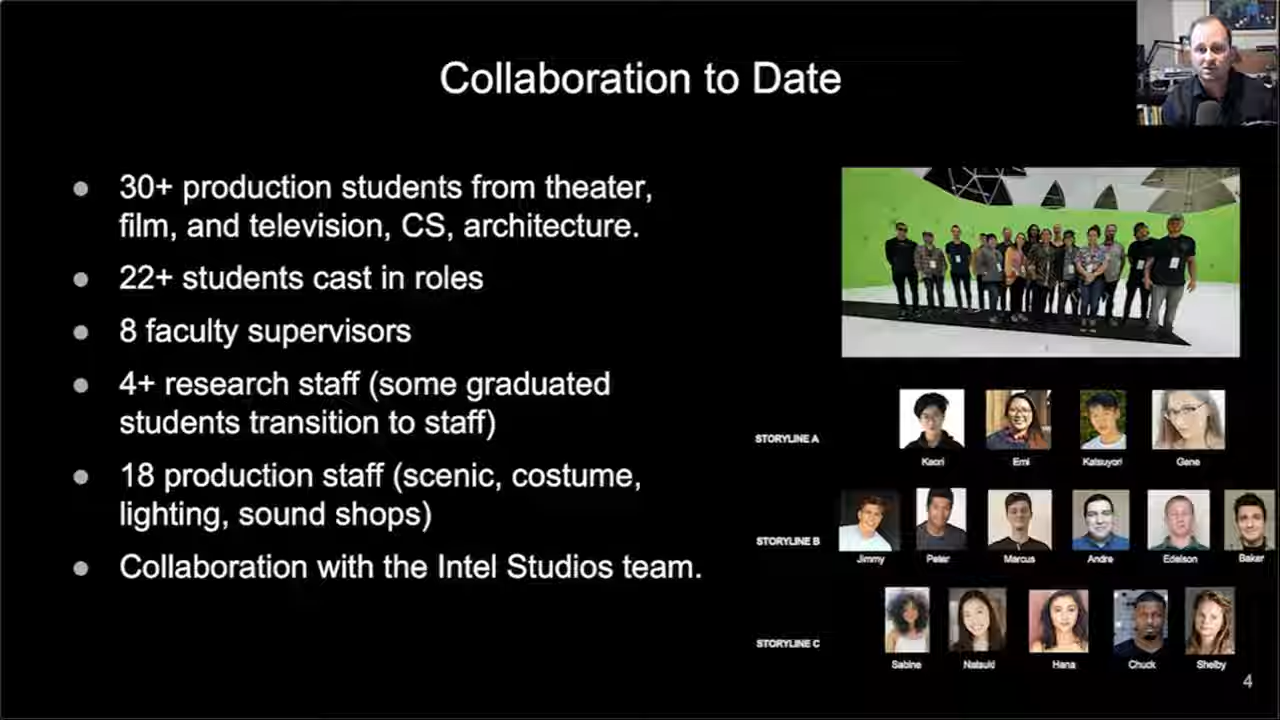 Collaboration to Date
● 30+ production students from theater,
film, and television, CS, architecture.
● 22+ students cast in roles
● 8 faculty supervisors
● 4+ research staff (some graduated
students transition to staff)
● 18 production staff (scenic, costume,
lighting, sound shops)
● Collaboration with the Intel Studios team.
STORYLINE A
Kaori Emi Katsuyori Gene
STORYLINE B
Jimmy Peter Marcus Andre Edelson Baker
STORYLINE C
Sabine Natsuki Hana Chuck Shelby
4